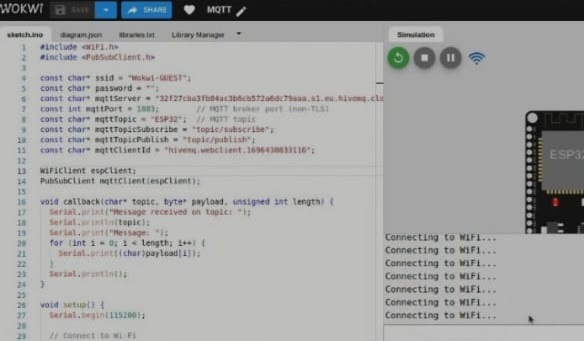 WOKWI
SAVE
SHARE
MQTT
sketch.ino
diagram.json
libraries.txt
Library Manager
Simulation
1 #include <WiFi.h>
2 #include <PubSubClient.h>
3
4 const char* ssid = "Wokwi-GUEST";
5 const char* password = "";
6 const char* mqttServer =
7 const int mqttPort = 1883; // MQTT broker port (non-TLS)
8 const char* mqttTopic = "ESP32"; // MQTT topic
9 const char* mqttTopicSubscribe = "topic/subscribe";
10 const char* mqttTopicPublish = "topic/publish";
11 const char* mqttClientId = "hivemq.webclient.1696430833116";
12
13 WiFiClient espClient;
14 PubSubClient mqttClient(espClient);
15
16 void callback(char* topic, byte* payload, unsigned int length) {
17 Serial.print("Message received on topic: ");
18 Serial.println(topic);
19 Serial.print("Message: ");
20 for (int i = 0; i < length; i++) {
21 Serial.print((char)payload[i]);
22 }
23 Serial.println();
24 }
25
26 void setup() {
27 Serial.begin(115200);
28
29 // Connect to Wi-Fi
ESP32
Connecting to WiFi...
Connecting to WiFi...
Connecting to WiFi...
Connecting to WiFi...
Connecting to WiFi...
Connecting to WiFi...
Connecting to WiFi...